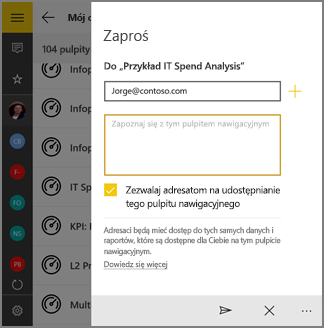 Mój o
104 pulpity
Infop
Infop
Infop
IT Sp
KPI: I
L2 Pr
Mult
CB
F-
FO
NS
PB
Zaproś
Do „Przykład IT Spend Analysis”
Jorge@contoso.com
Zapoznaj się z tym pulpitem nawigacyjnym
Zezwalaj adresatom na udostępnianie
tego pulpitu nawigacyjnego
Adresaci będą mieć dostęp do tych samych danych i
raportów, które są dostępne dla Ciebie na tym pulpicie
nawigacyjnym.
Dowiedz się więcej